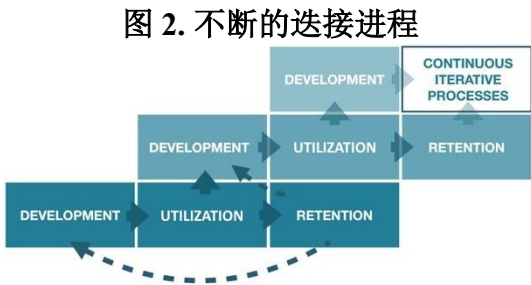 图 2. 不断的迭接进程
DEVELOPMENT
CONTINUOUS
ITERATIVE
PROCESSES
DEVELOPMENT
UTILIZATION
RETENTION
DEVELOPMENT
UTILIZATION
RETENTION